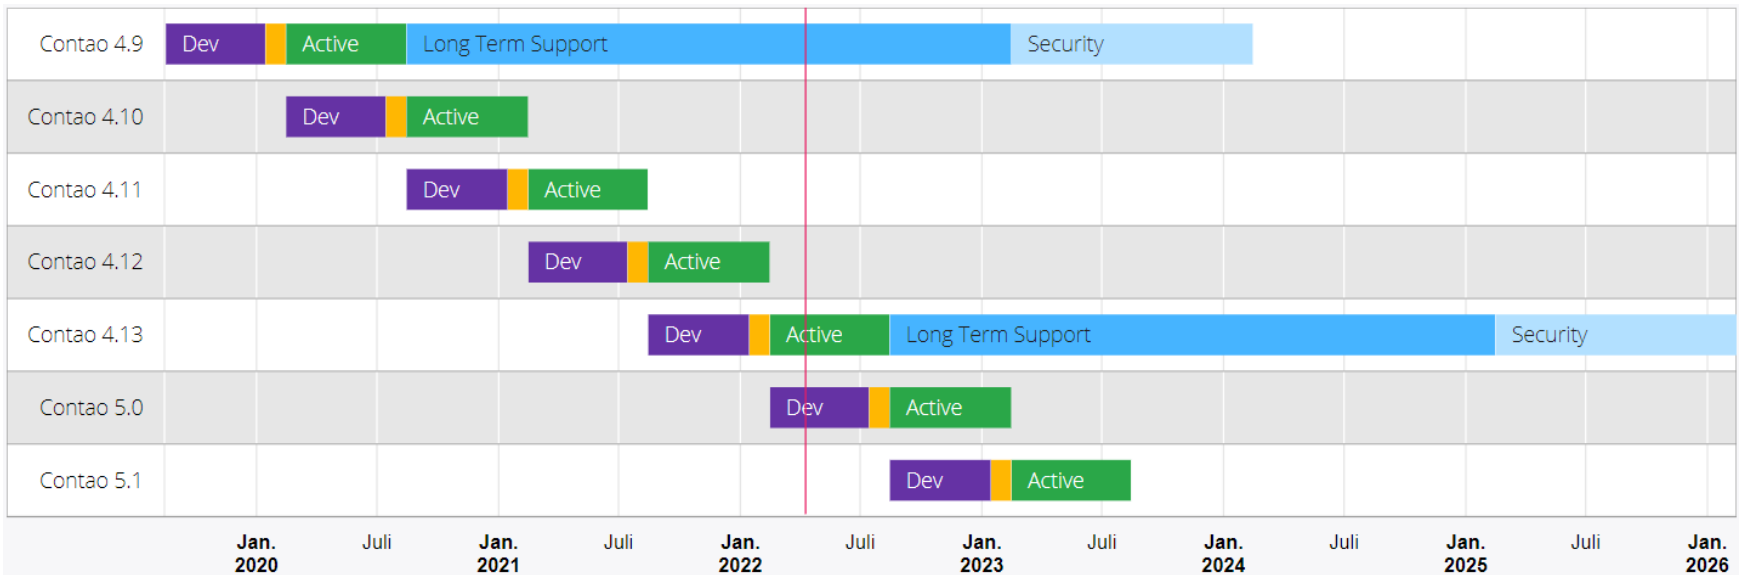 Contao 4.9 Dev Active Long Term Support Security
Contao 4.10 Dev Active
Contao 4.11 Dev Active
Contao 4.12 Dev Active
Contao 4.13 Dev Active Long Term Support Security
Contao 5.0 Dev Active
Contao 5.1 Dev Active
Jan. Juli Jan. Juli Jan. Juli Jan. Juli Jan. Juli Jan. Juli Jan.
2020 2021 2022 2023 2024 2025 2026